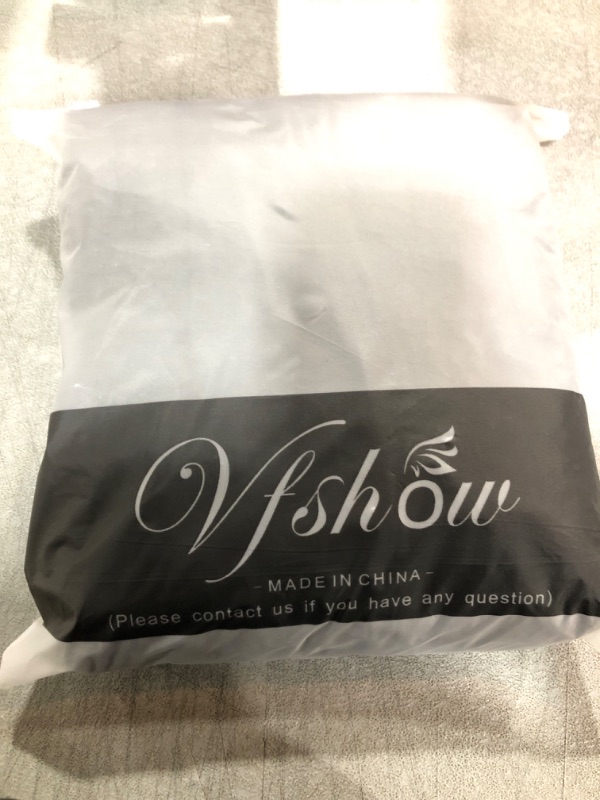 Vfshow
- MADE IN CHINA -
(Please contact us if you have any question)